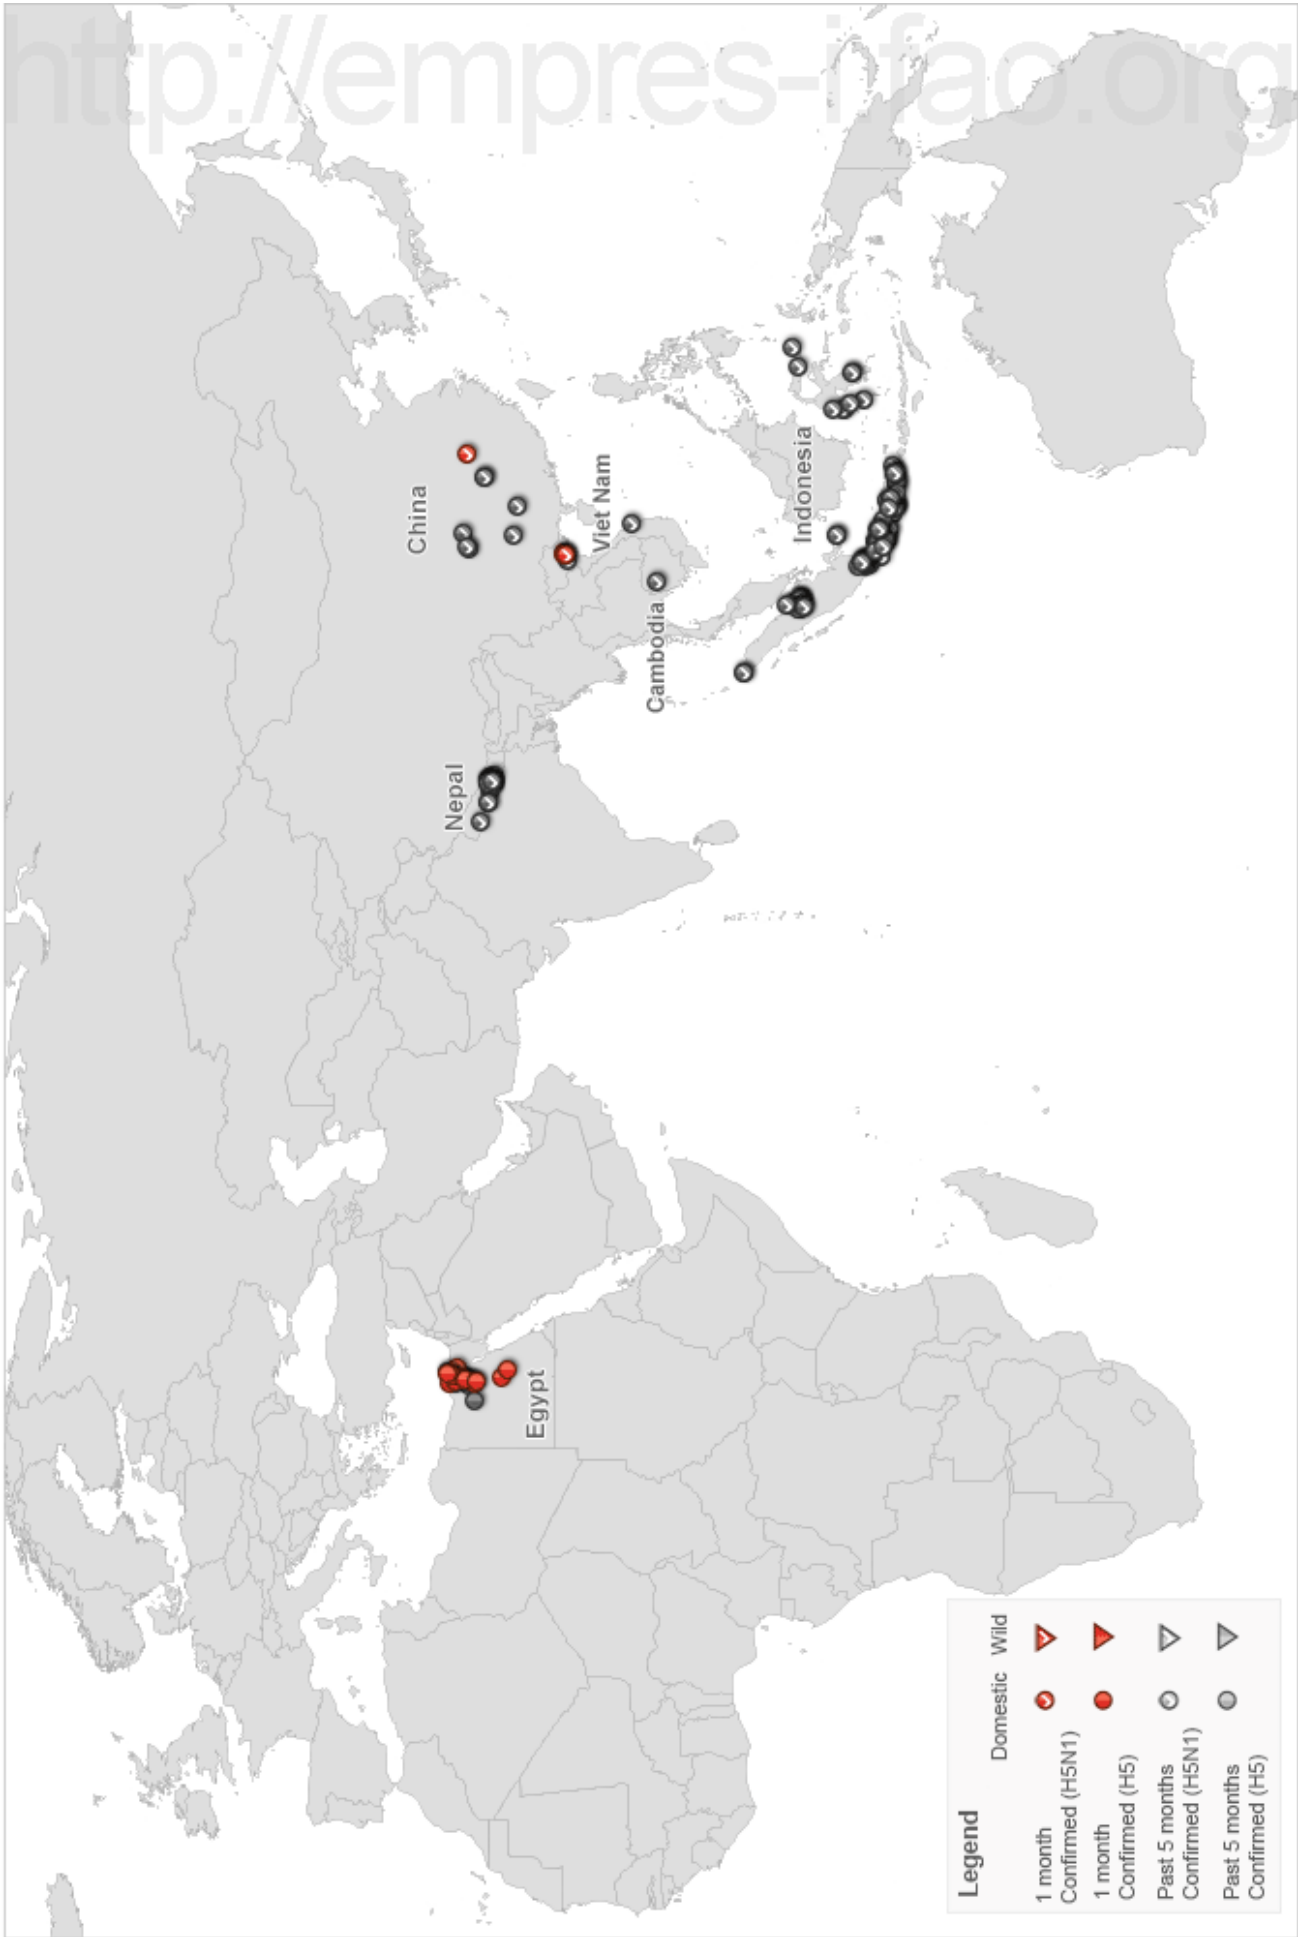 http://empres-i.fao.org
China
Viet Nam
Cambodia
Indonesia
Nepal
Egypt
Legend
Domestic Wild
1 month
Confirmed (H5N1)
1 month
Confirmed (H5)
Past 5 months
Confirmed (H5N1)
Past 5 months
Confirmed (H5)